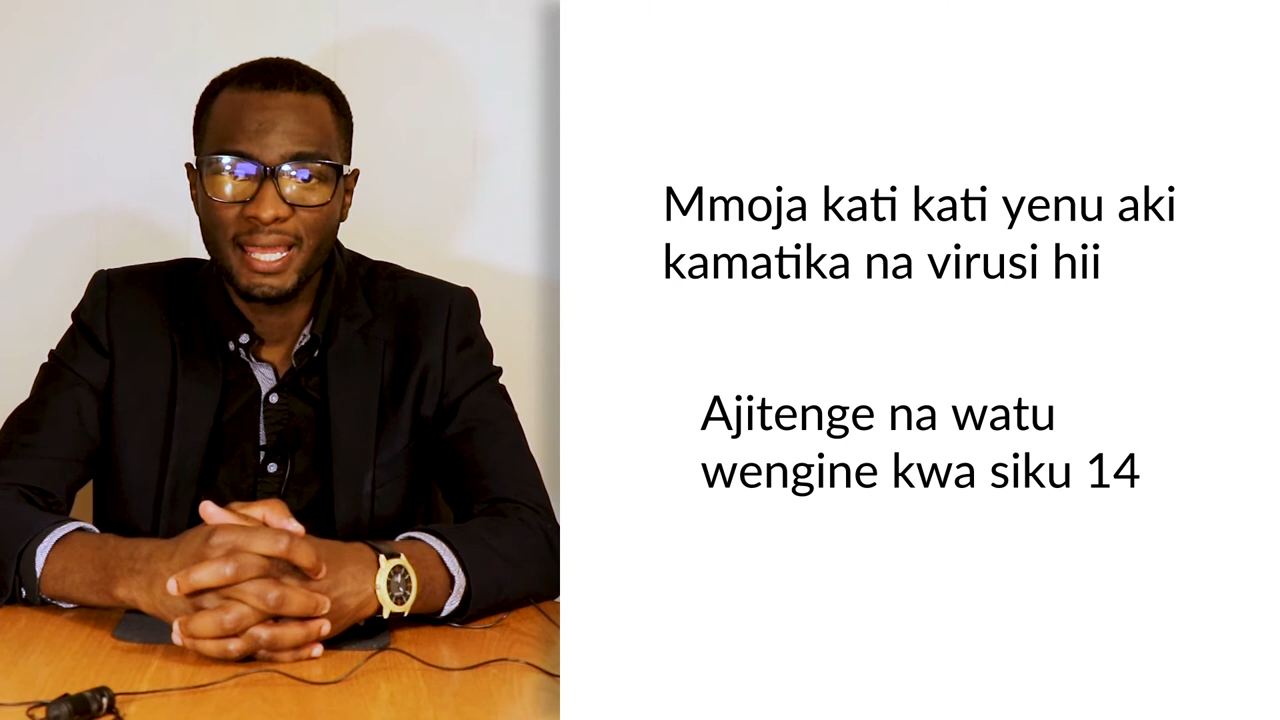 Mmoja kati kati yenu aki
kamatika na virusi hii
Ajitenge na watu
wengine kwa siku 14